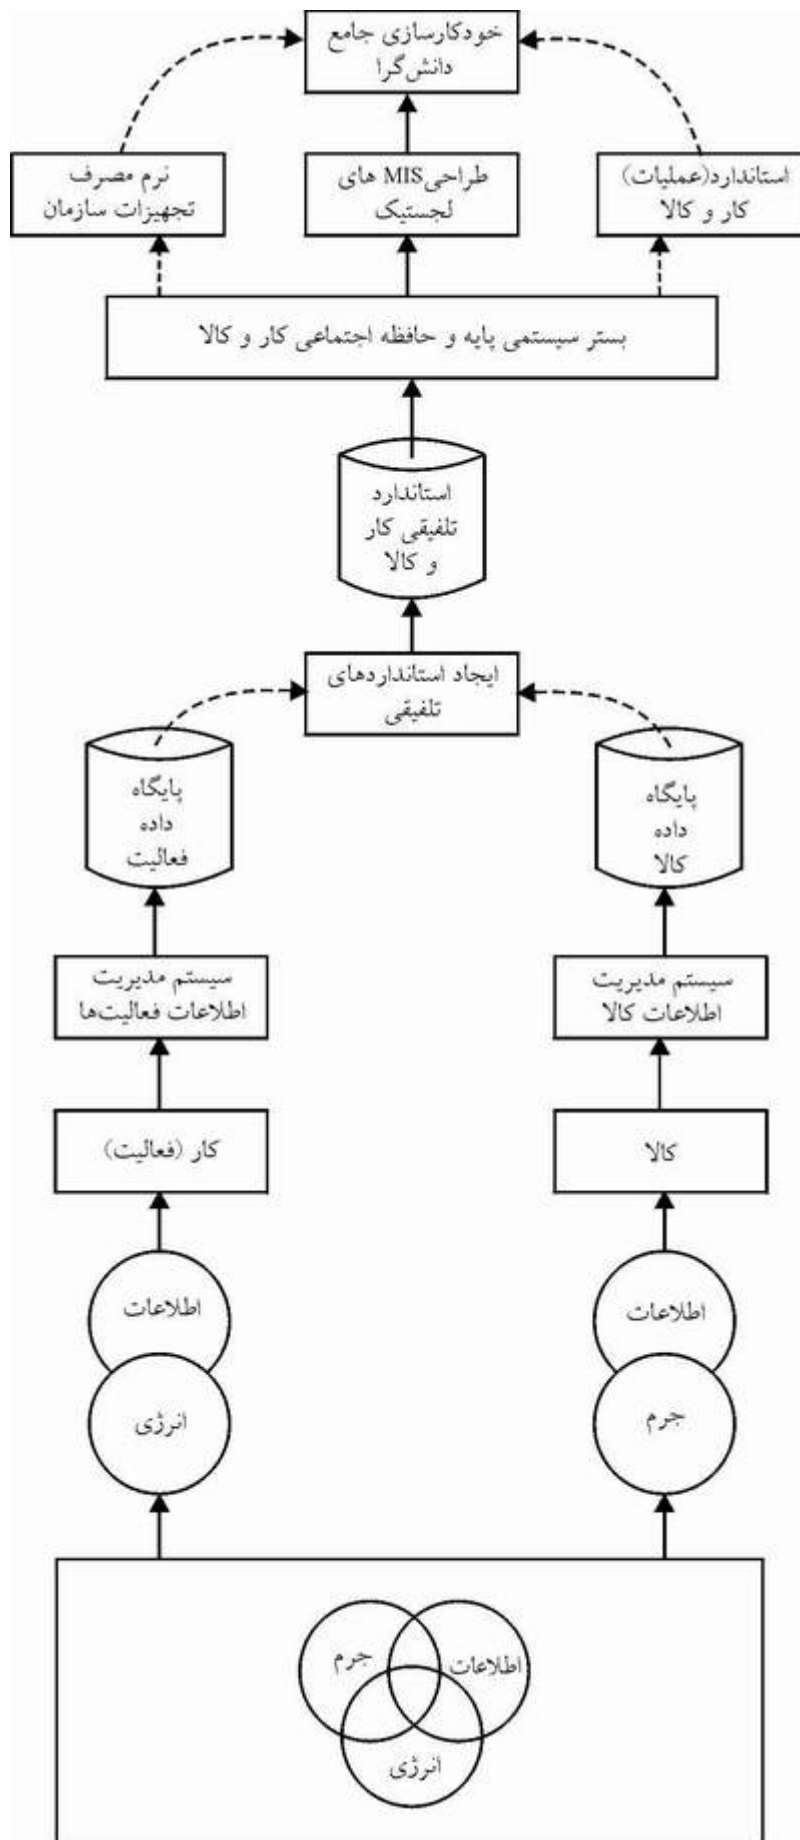 خودکارسازی جامع
دانش‌گرا
استاندارد(عملیات)
کار و کالا
طراحیMIS های
لجستیک
نرم مصرف
تجهیزات سازمان
بستر سیستمی پایه و حافظه اجتماعی کار و کالا
استاندارد
تلفیقی کار
و کالا
ایجاد استانداردهای
تلفیقی
پایگاه
داده
کالا
پایگاه
داده
فعالیت
سیستم مدیریت
اطلاعات کالا
سیستم مدیریت
اطلاعات فعالیت‌ها
کالا
کار (فعالیت)
اطلاعات
اطلاعات
جرم
انرژی
اطلاعات
جرم
انرژی